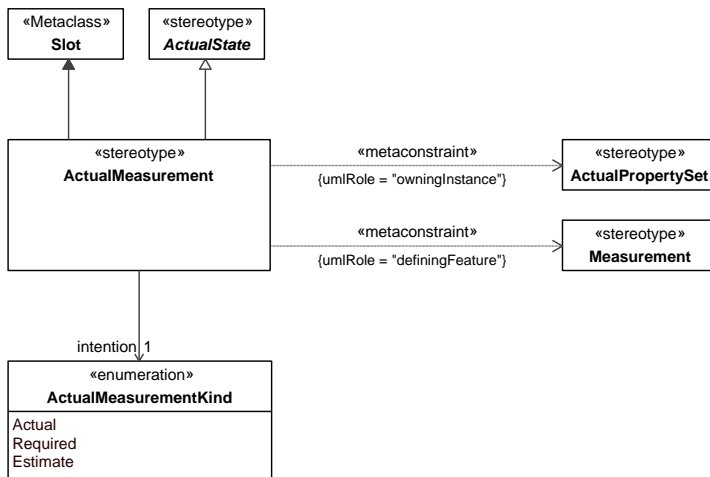 «Metaclass»
Slot
«stereotype»
ActualState
«stereotype»
ActualMeasurement
«metaconstraint»
{umlRole = "owningInstance"}
«stereotype»
ActualPropertySet
«metaconstraint»
{umlRole = "definingFeature"}
«stereotype»
Measurement
intention 1
«enumeration»
ActualMeasurementKind
Actual
Required
Estimate